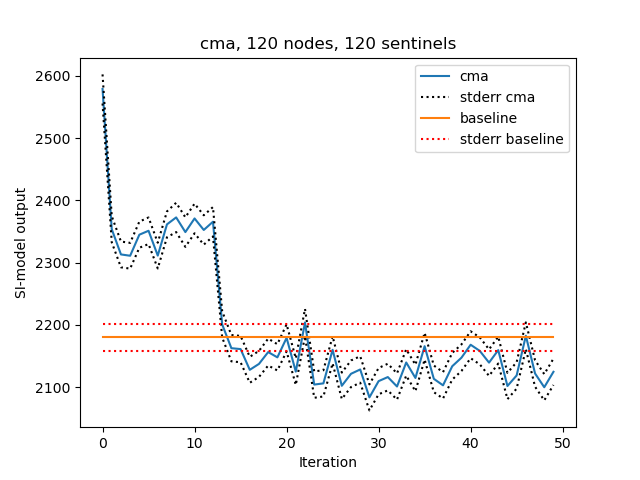 cma, 120 nodes, 120 sentinels
2600
2500
2400
2300
2200
2100
SI-model output
cma
stderr cma
baseline
stderr baseline
0
10
20
30
40
50
Iteration